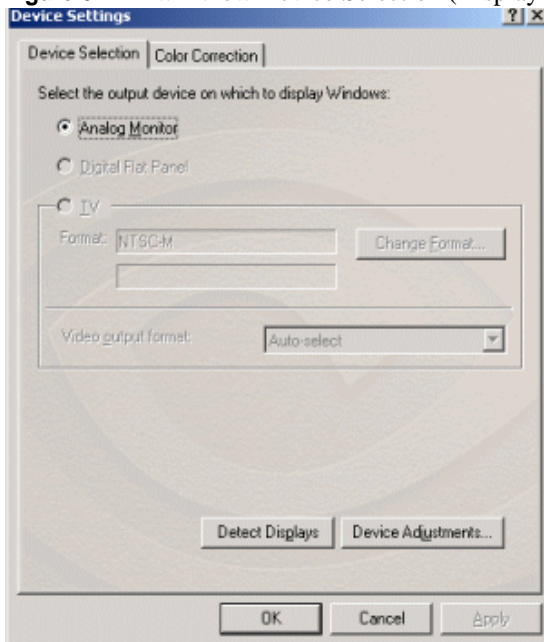 Device Settings
Device Selection
Color Correction
Select the output device on which to display Windows:
Analog Monitor
Digital Flat Panel
TV
Format:
NTSC-M
Change Format...
Video output format:
Auto-select
Detect Displays
Device Adjustments...
OK
Cancel
Apply